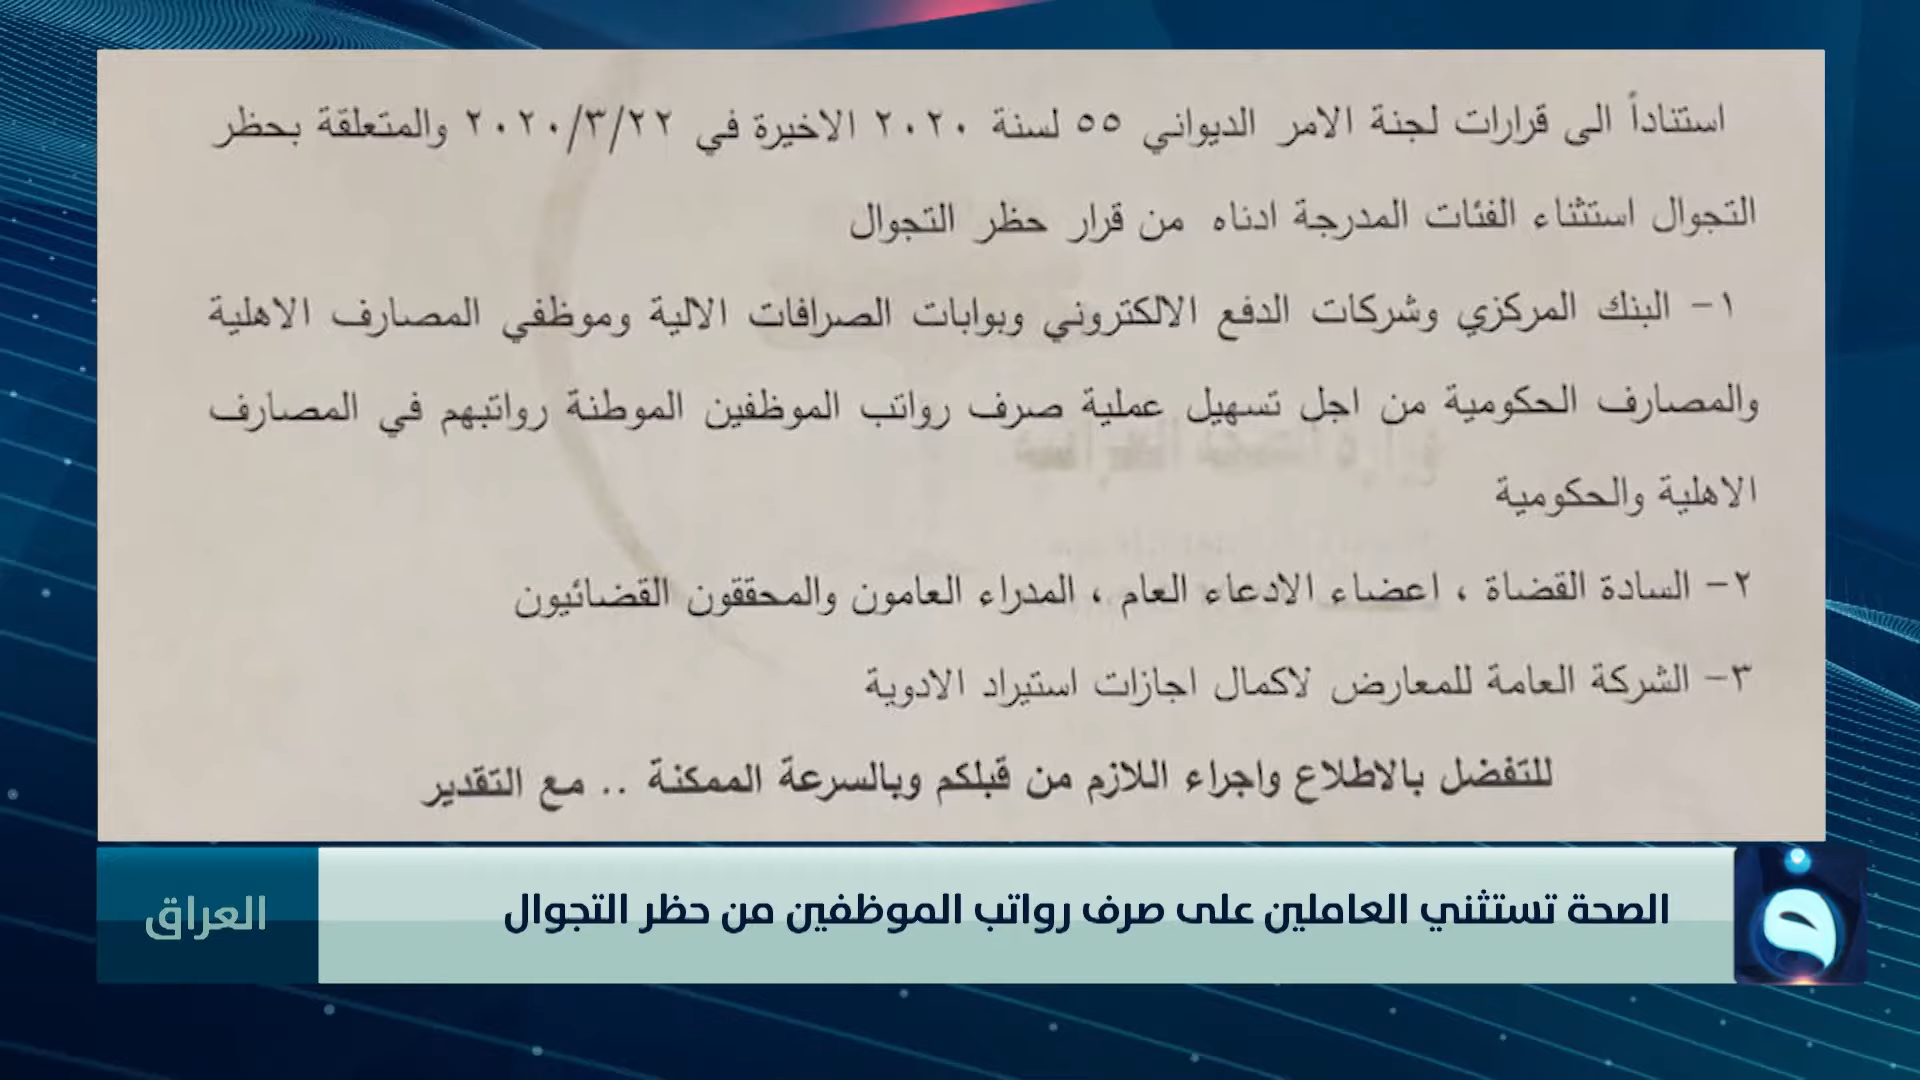 استناداً الى قرارات لجنة الامر الديواني ٥٥ لسنة ٢٠٢٠ الاخيرة في ٢٠٢٠/٣/٢٢ والمتعلقة بحظر
التجوال استثناء الفئات المدرجة ادناه من قرار حظر التجوال
١- البنك المركزي وشركات الدفع الالكتروني وبوابات الصرافات الالية وموظفي المصارف الاهلية
والمصارف الحكومية من اجل تسهيل عملية صرف رواتب الموظفين الموطنة رواتبهم في المصارف
الاهلية والحكومية
٢- السادة القضاة ، اعضاء الادعاء العام ، المدراء العامون والمحققون القضائيون
٣- الشركة العامة للمعارض لاكمال اجازات استيراد الادوية
للتفضل بالاطلاع واجراء اللازم من قبلكم وبالسرعة الممكنة .. مع التقدير
الصحة تستثني العاملين على صرف رواتب الموظفين من حظر التجوال
العراق